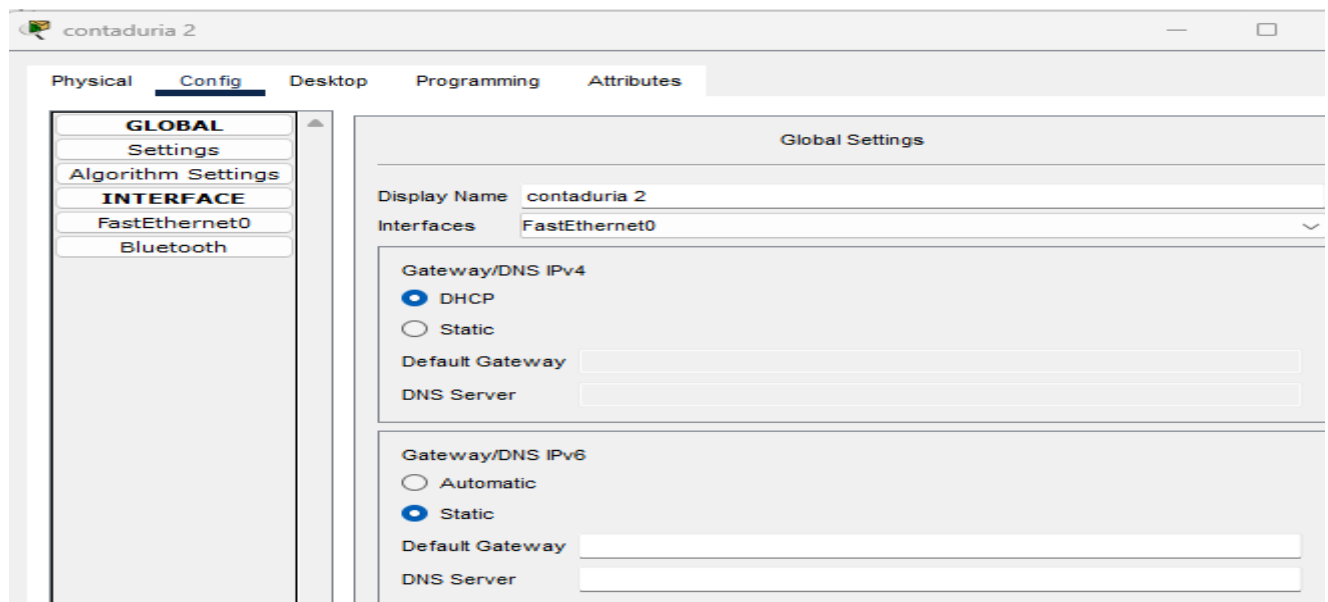 contaduria 2
Physical Config Desktop Programming Attributes
GLOBAL
Settings
Algorithm Settings
INTERFACE
FastEthernet0
Bluetooth
Global Settings
Display Name contaduria 2
Interfaces FastEthernet0
Gateway/DNS IPv4
DHCP
Static
Default Gateway
DNS Server
Gateway/DNS IPv6
Automatic
Static
Default Gateway
DNS Server